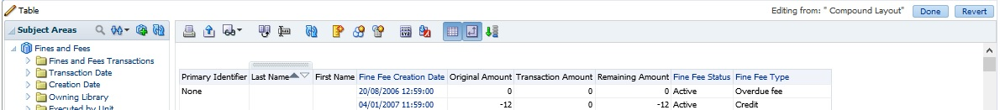 Table
Editing from: " Compound Layout"
Done
Revert
Subject Areas
Fines and Fees
Fines and Fees Transactions
Transaction Date
Creation Date
Owning Library
Executed by Unit
Primary Identifier Last Name First Name Fine Fee Creation Date Original Amount Transaction Amount Remaining Amount Fine Fee Status Fine Fee Type
None 20/08/2006 12:59:00 0 0 0 Active Overdue fee
04/01/2007 11:59:00 -12 0 -12 Active Credit